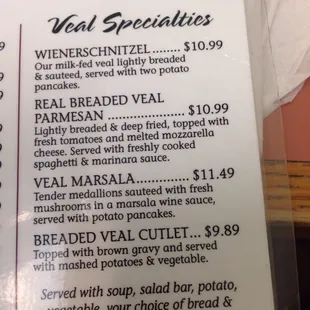 Veal Specialties
WIENERSCHNITZEL ........ $10.99
Our milk-fed veal lightly breaded
& sauteed, served with two potato
pancakes.
REAL BREADED VEAL
PARMESAN ...................... $10.99
Lightly breaded & deep fried, topped with
fresh tomatoes and melted mozzarella
cheese. Served with freshly cooked
spaghetti & marinara sauce.
VEAL MARSALA............... $11.49
Tender medallions sauteed with fresh
mushrooms in a marsala wine sauce,
served with potato pancakes.
BREADED VEAL CUTLET... $9.89
Topped with brown gravy and served
with mashed potatoes & vegetable.
Served with soup, salad bar, potato,
vegetable, your choice of bread &